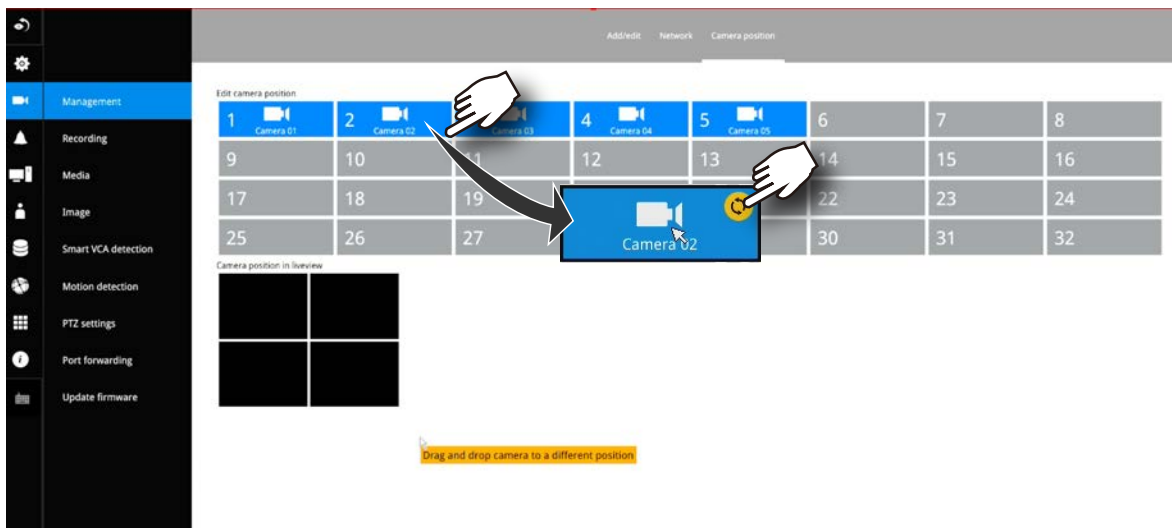 Add/edit Network Camera position
Management
Recording
Media
Image
Smart VCA detection
Motion detection
PTZ settings
Port forwarding
Update firmware
Edit camera position
1 Camera 01 2 Camera 02 Camera 03 4 Camera 04 5 Camera 05 6 7 8
9 10 11 12 13 14 15 16
17 18 19 22 23 24
25 26 27 30 31 32
Camera 02
Camera position in liveview
Drag and drop camera to a different position